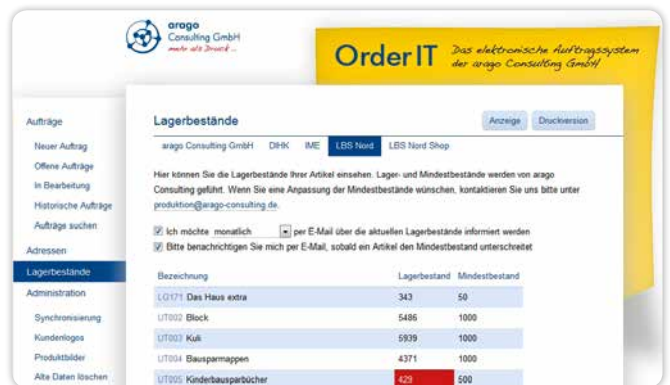 arago
Consulting GmbH
mehr als Druck...
Order IT
Das elektronische Auftragssystem
der arago Consulting GmbH
Aufträge
Neuer Auftrag
Offene Aufträge
In Bearbeitung
Historische Aufträge
Aufträge suchen
Adressen
Lagerbestände
Administration
Synchronisierung
Kundenlogos
Produktbilder
Alte Daten löschen
Lagerbestände
Anzeige Druckversion
arago Consulting GmbH DIHK IME LBS Nord LBS Nord Shop
Hier können Sie die Lagerbestände Ihrer Artikel einsehen. Lager- und Mindestbestände werden von arago
Consulting geführt. Wenn Sie eine Anpassung der Mindestbestände wünschen, kontaktieren Sie uns bitte unter
produktion@arago-consulting.de.
Ich möchte monatlich per E-Mail über die aktuellen Lagerbestände informiert werden
Bitte benachrichtigen Sie mich per E-Mail, sobald ein Artikel den Mindestbestand unterschreitet
Bezeichnung Lagerbestand Mindestbestand
LG171 Das Haus extra 343 50
UT002 Block 5486 1000
UT003 Kuli 5939 1000
UT004 Bausparmappen 4371 1000
UT005 Kinderbausparbücher 429 500